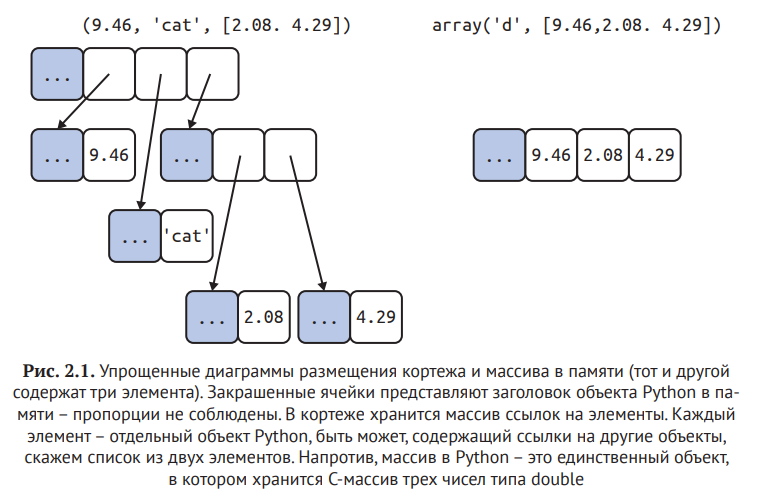 (9.46, 'cat', [2.08. 4.29])
array('d', [9.46,2.08. 4.29])
...
... 9.46
...
... 9.46 2.08 4.29
... 'cat'
... 2.08
... 4.29
Рис. 2.1. Упрощенные диаграммы размещения кортежа и массива в памяти (тот и другой
содержат три элемента). Закрашенные ячейки представляют заголовок объекта Python в па-
мяти – пропорции не соблюдены. В кортеже хранится массив ссылок на элементы. Каждый
элемент – отдельный объект Python, быть может, содержащий ссылки на другие объекты,
скажем список из двух элементов. Напротив, массив в Python – это единственный объект,
в котором хранится C-массив трех чисел типа double